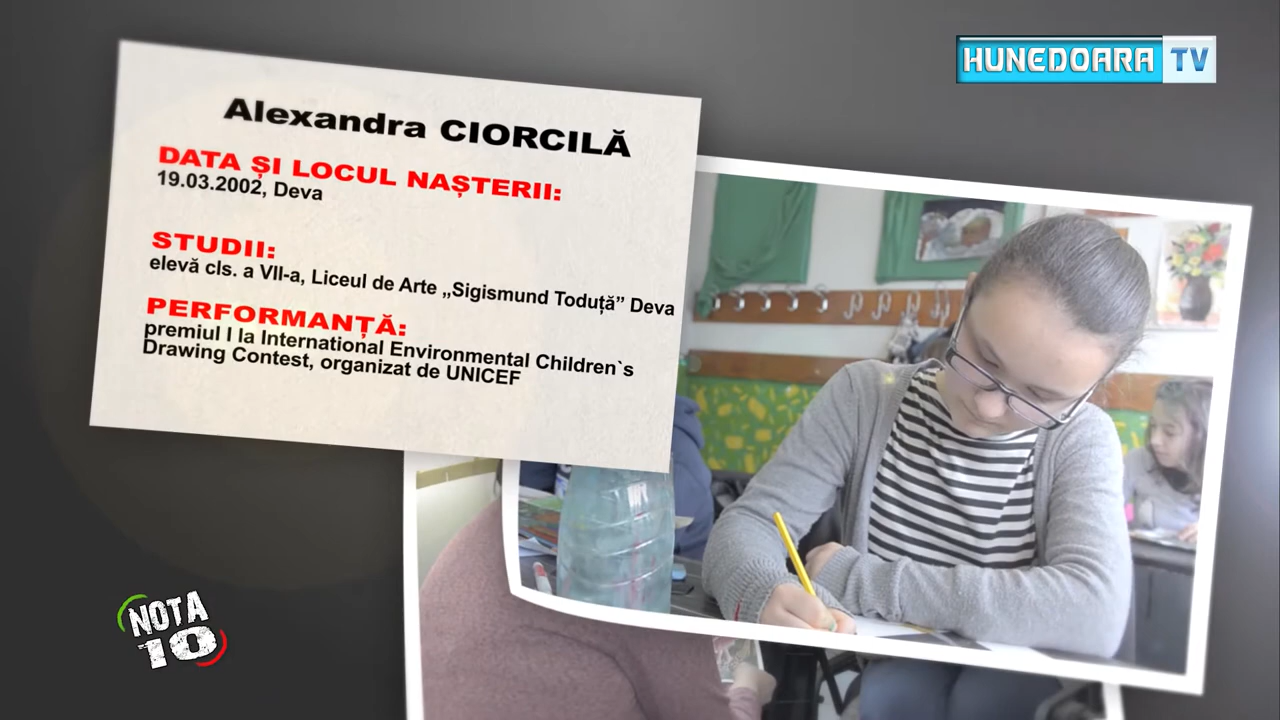 HUNEDOARA TV
Alexandra CIORCILĂ
DATA ȘI LOCUL NAȘTERII:
19.03.2002, Deva
STUDII:
elevă cls. a VII-a, Liceul de Arte „Sigismund Toduță” Deva
PERFORMANȚĂ:
premiul I la International Environmental Children`s
Drawing Contest, organizat de UNICEF
NOTA
10